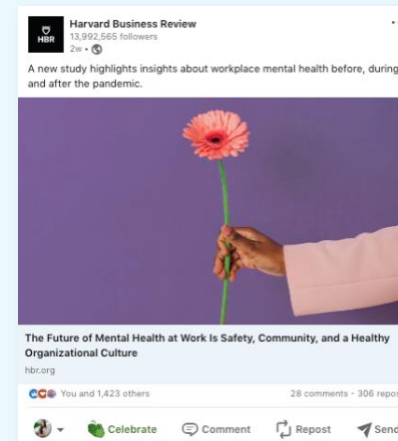 HBR
Harvard Business Review
13,992,565 followers
2w •
A new study highlights insights about workplace mental health before, during
and after the pandemic.
The Future of Mental Health at Work Is Safety, Community, and a Healthy
Organizational Culture
hbr.org
You and 1,423 others
28 comments · 306 repos
Celebrate
Comment
Repost
Send